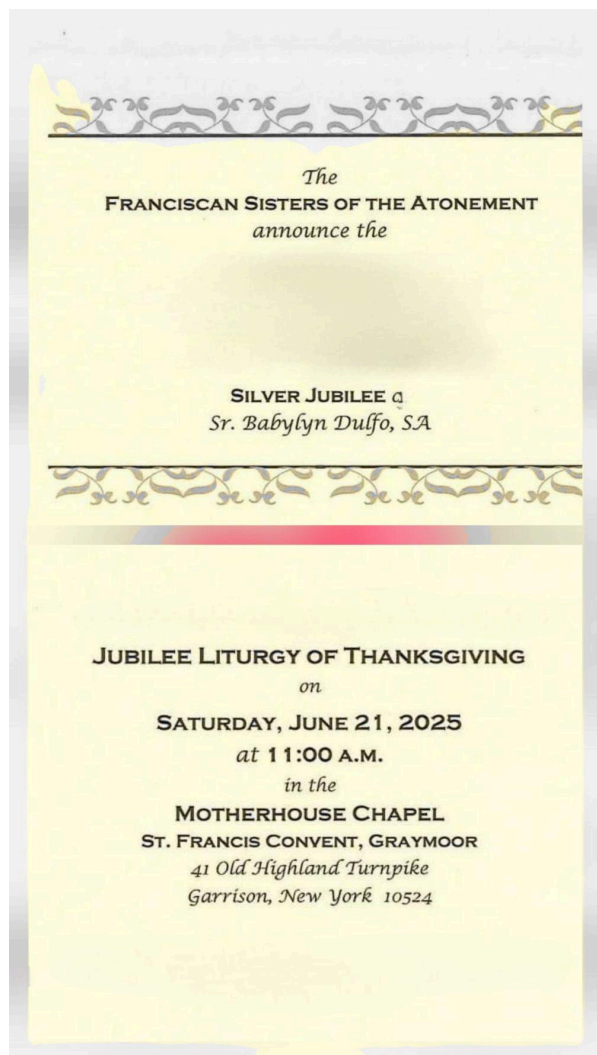 The
FRANCISCAN SISTERS OF THE ATONEMENT
announce the
SILVER JUBILEE
Sr. Babylyn Dulfo, SA
JUBILEE LITURGY OF THANKSGIVING
on
SATURDAY, JUNE 21, 2025
at 11:00 A.M.
in the
MOTHERHOUSE CHAPEL
ST. FRANCIS CONVENT, GRAYMOOR
41 Old Highland Turnpike
Garrison, New York 10524